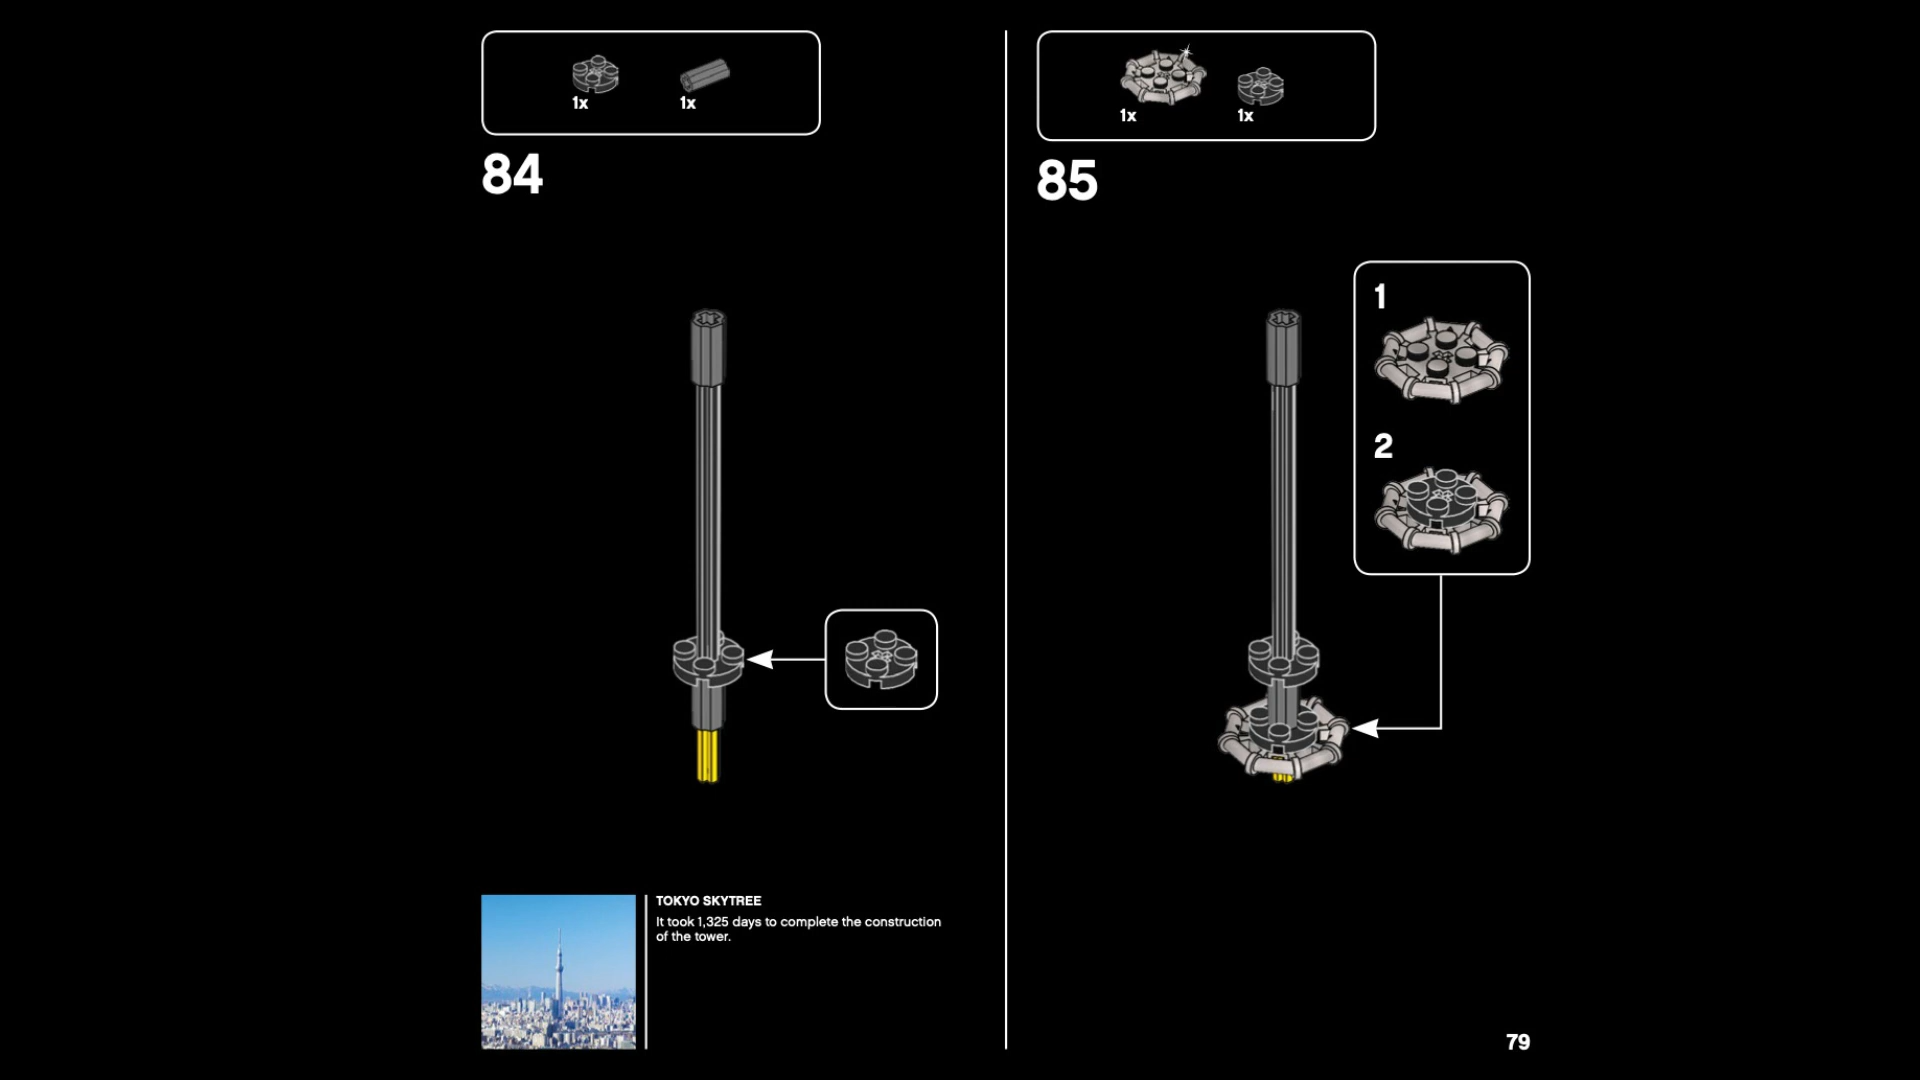 1x
1x
84
TOKYO SKYTREE
It took 1,325 days to complete the construction
of the tower.
1x
1x
85
1
2
79